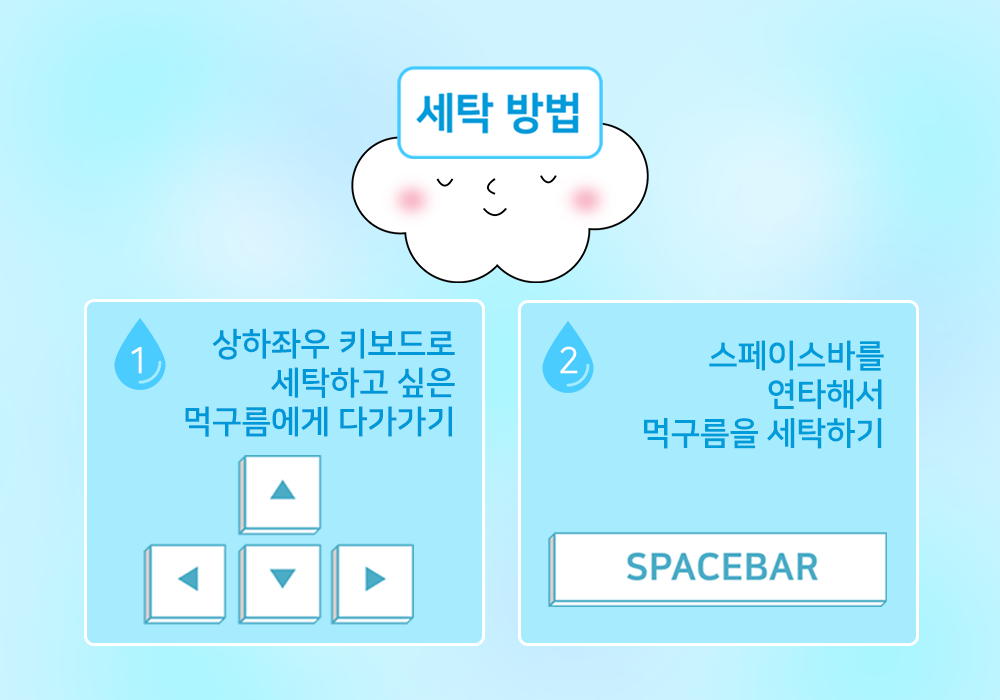 세탁 방법
1
상하좌우 키보드로
세탁하고 싶은
먹구름에게 다가가기
2
스페이스바를
연타해서
먹구름을 세탁하기
SPACEBAR